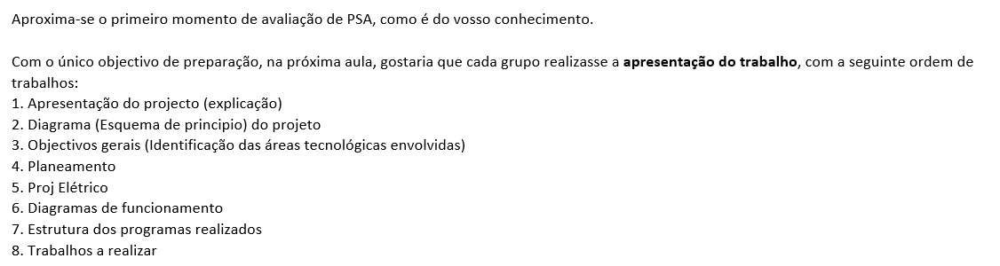 Aproxima-se o primeiro momento de avaliação de PSA, como é do vosso conhecimento.
Com o único objectivo de preparação, na próxima aula, gostaria que cada grupo realizasse a apresentação do trabalho, com a seguinte ordem de
trabalhos:
1. Apresentação do projecto (explicação)
2. Diagrama (Esquema de principio) do projeto
3. Objectivos gerais (Identificação das áreas tecnológicas envolvidas)
4. Planeamento
5. Proj Elétrico
6. Diagramas de funcionamento
7. Estrutura dos programas realizados
8. Trabalhos a realizar